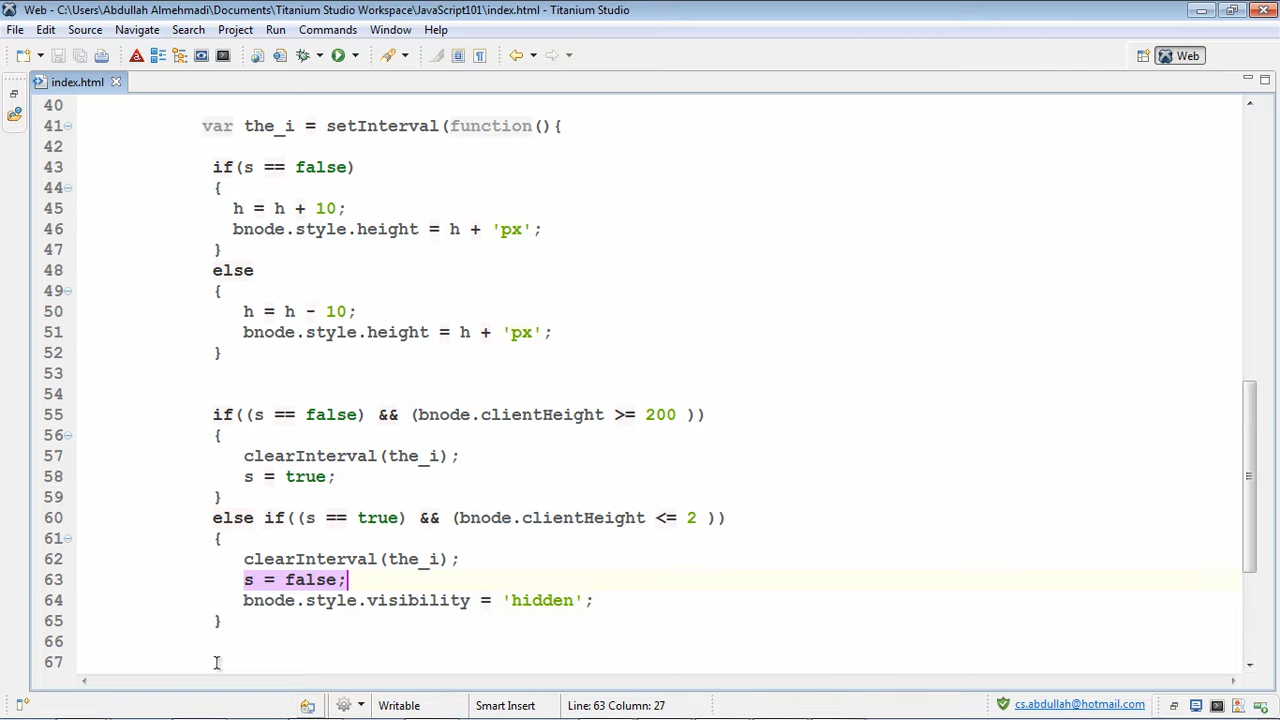 Web - C:\Users\Abdullah Almehmadi\Documents\Titanium Studio Workspace\JavaScript101\index.html - Titanium Studio
File Edit Source Navigate Search Project Run Commands Window Help
Web
index.html
40
41 var the_i = setInterval(function(){
42
43 if(s == false)
44 {
45 h = h + 10;
46 bnode.style.height = h + 'px';
47 }
48 else
49 {
50 h = h - 10;
51 bnode.style.height = h + 'px';
52 }
53
54
55 if((s == false) && (bnode.clientHeight >= 200 ))
56 {
57 clearInterval(the_i);
58 s = true;
59 }
60 else if((s == true) && (bnode.clientHeight <= 2 ))
61 {
62 clearInterval(the_i);
63 s = false;
64 bnode.style.visibility = 'hidden';
65 }
66
67
Writable Smart Insert Line: 63 Column: 27 cs.abdullah@hotmail.com